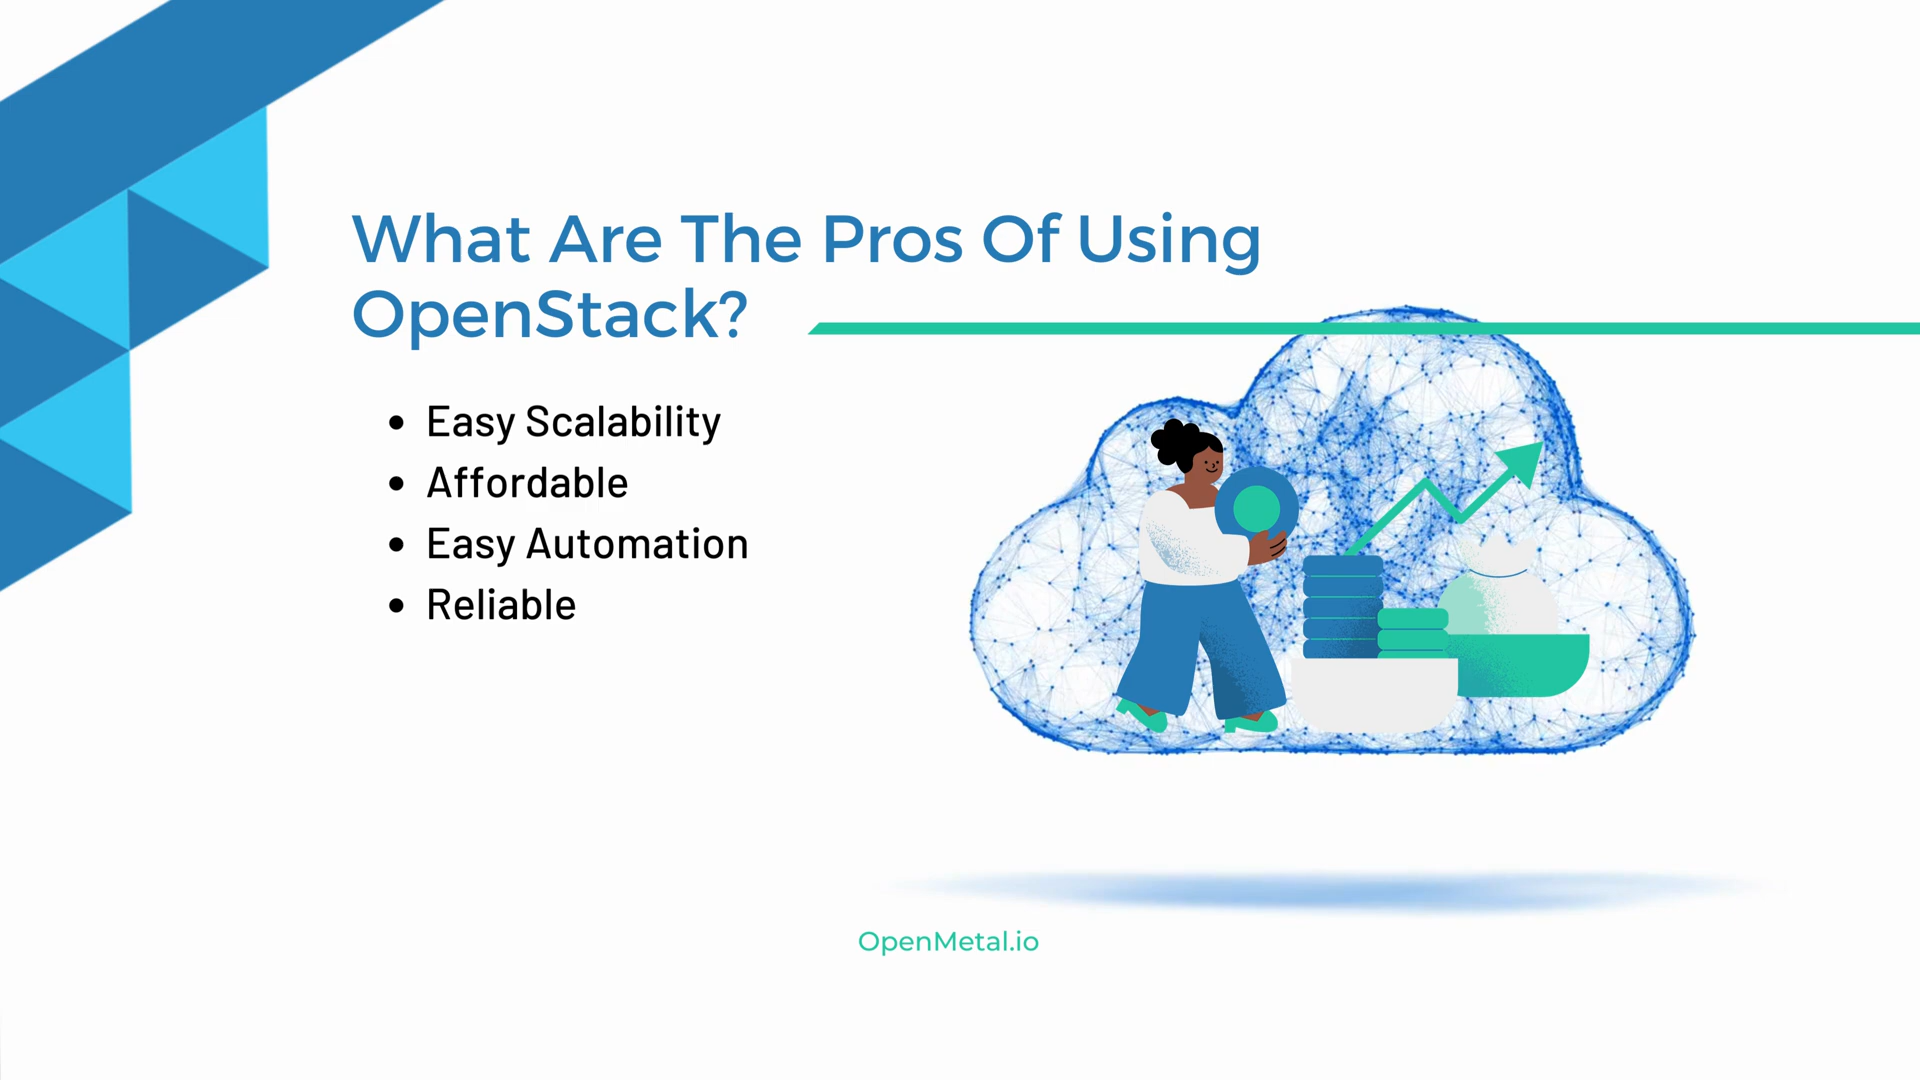 What Are The Pros Of Using
OpenStack?
• Easy Scalability
• Affordable
• Easy Automation
• Reliable
OpenMetal.io